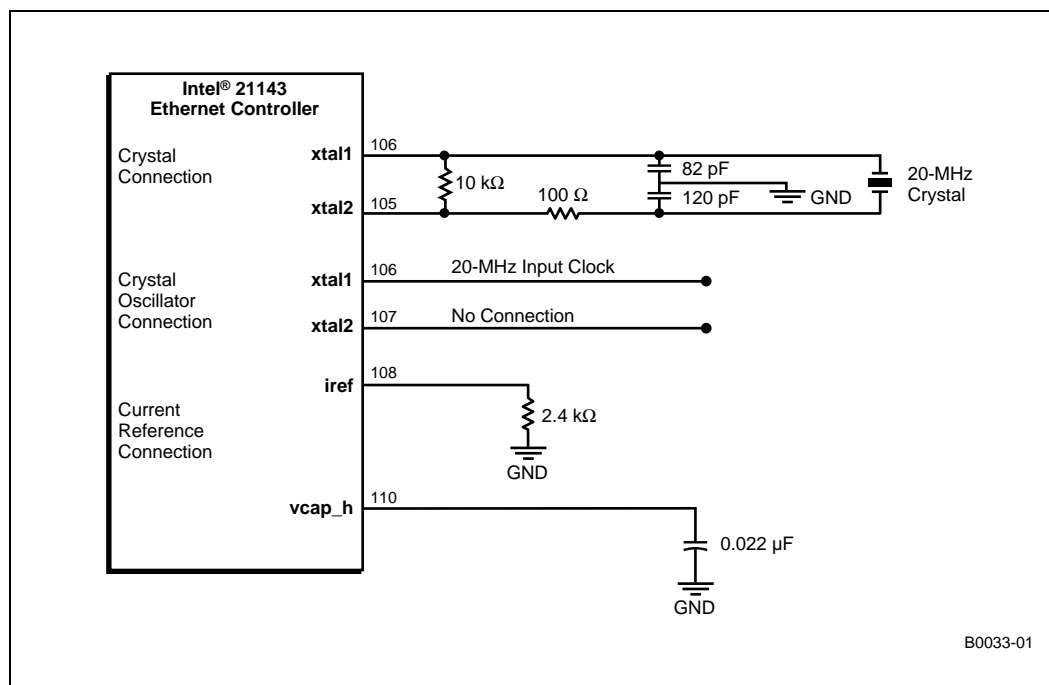 Intel® 21143
Ethernet Controller
Crystal
Connection
xtal1
106
10 kΩ
82 pF
120 pF
GND
20-MHz
Crystal
xtal2
105
100 Ω
Crystal
Oscillator
Connection
xtal1
106
20-MHz Input Clock
xtal2
107
No Connection
iref
108
2.4 kΩ
GND
Current
Reference
Connection
vcap_h
110
0.022 µF
GND
B0033-01